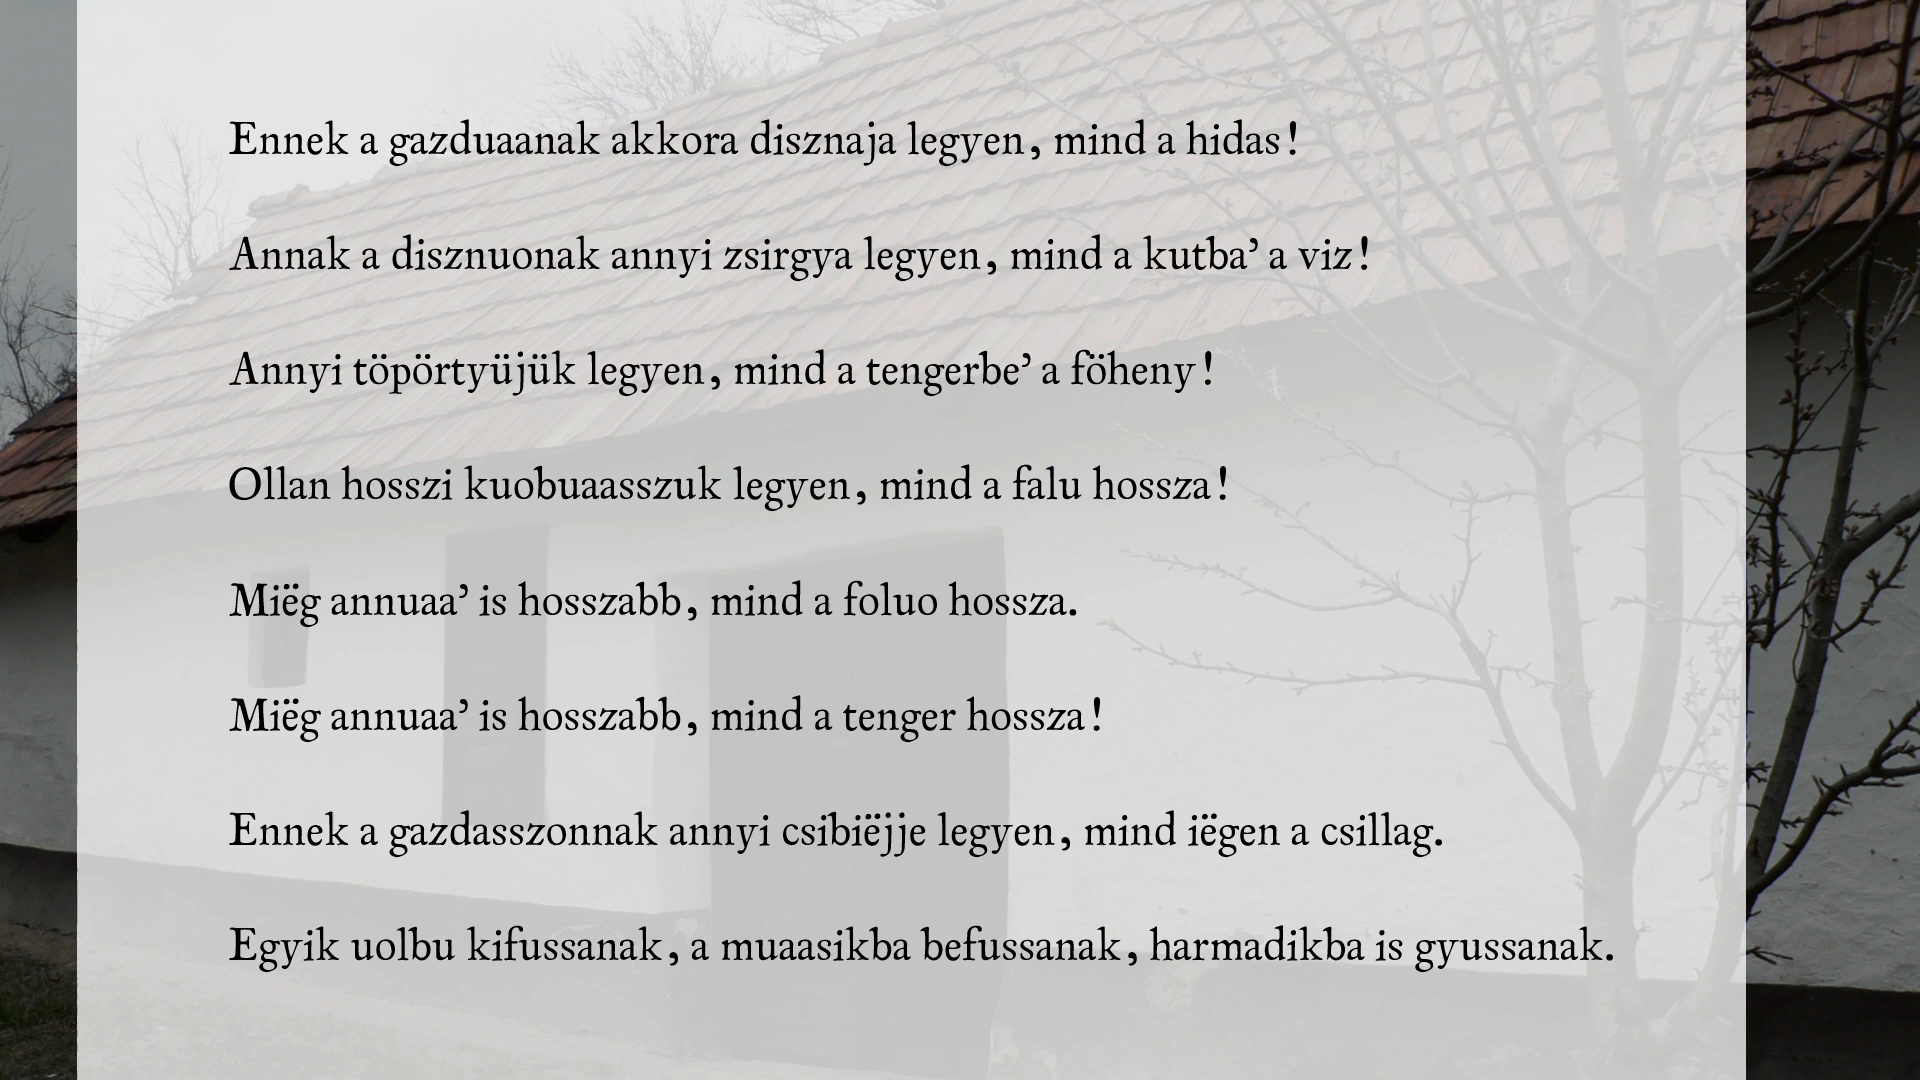 Ennek a gazduaanak akkora disznaja legyen, mind a hidas!
Annak a disznuonak annyi zsirgya legyen, mind a kutba’ a viz!
Annyi töpörtyüjük legyen, mind a tengerbe’ a föheny!
Ollan hosszi kuobuaasszuk legyen, mind a falu hossza!
Miëg annuaa’ is hosszabb, mind a foluo hossza.
Miëg annuaa’ is hosszabb, mind a tenger hossza!
Ennek a gazdasszonnak annyi csibiëjje legyen, mind iëgen a csillag.
Egyik uolbu kifussanak, a muaasikba befussanak, harmadikba is gyussanak.